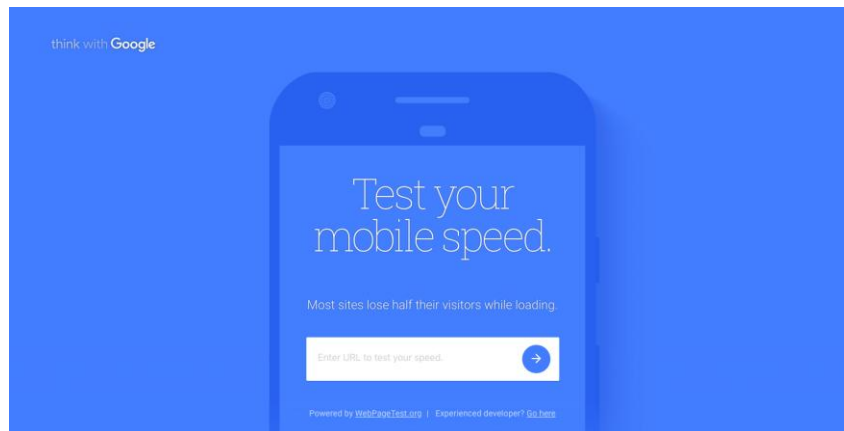 think with Google
Test your
mobile speed.
Most sites lose half their visitors while loading.
Enter URL to test your speed.
Powered by WebPageTest.org | Experienced developer? Go here